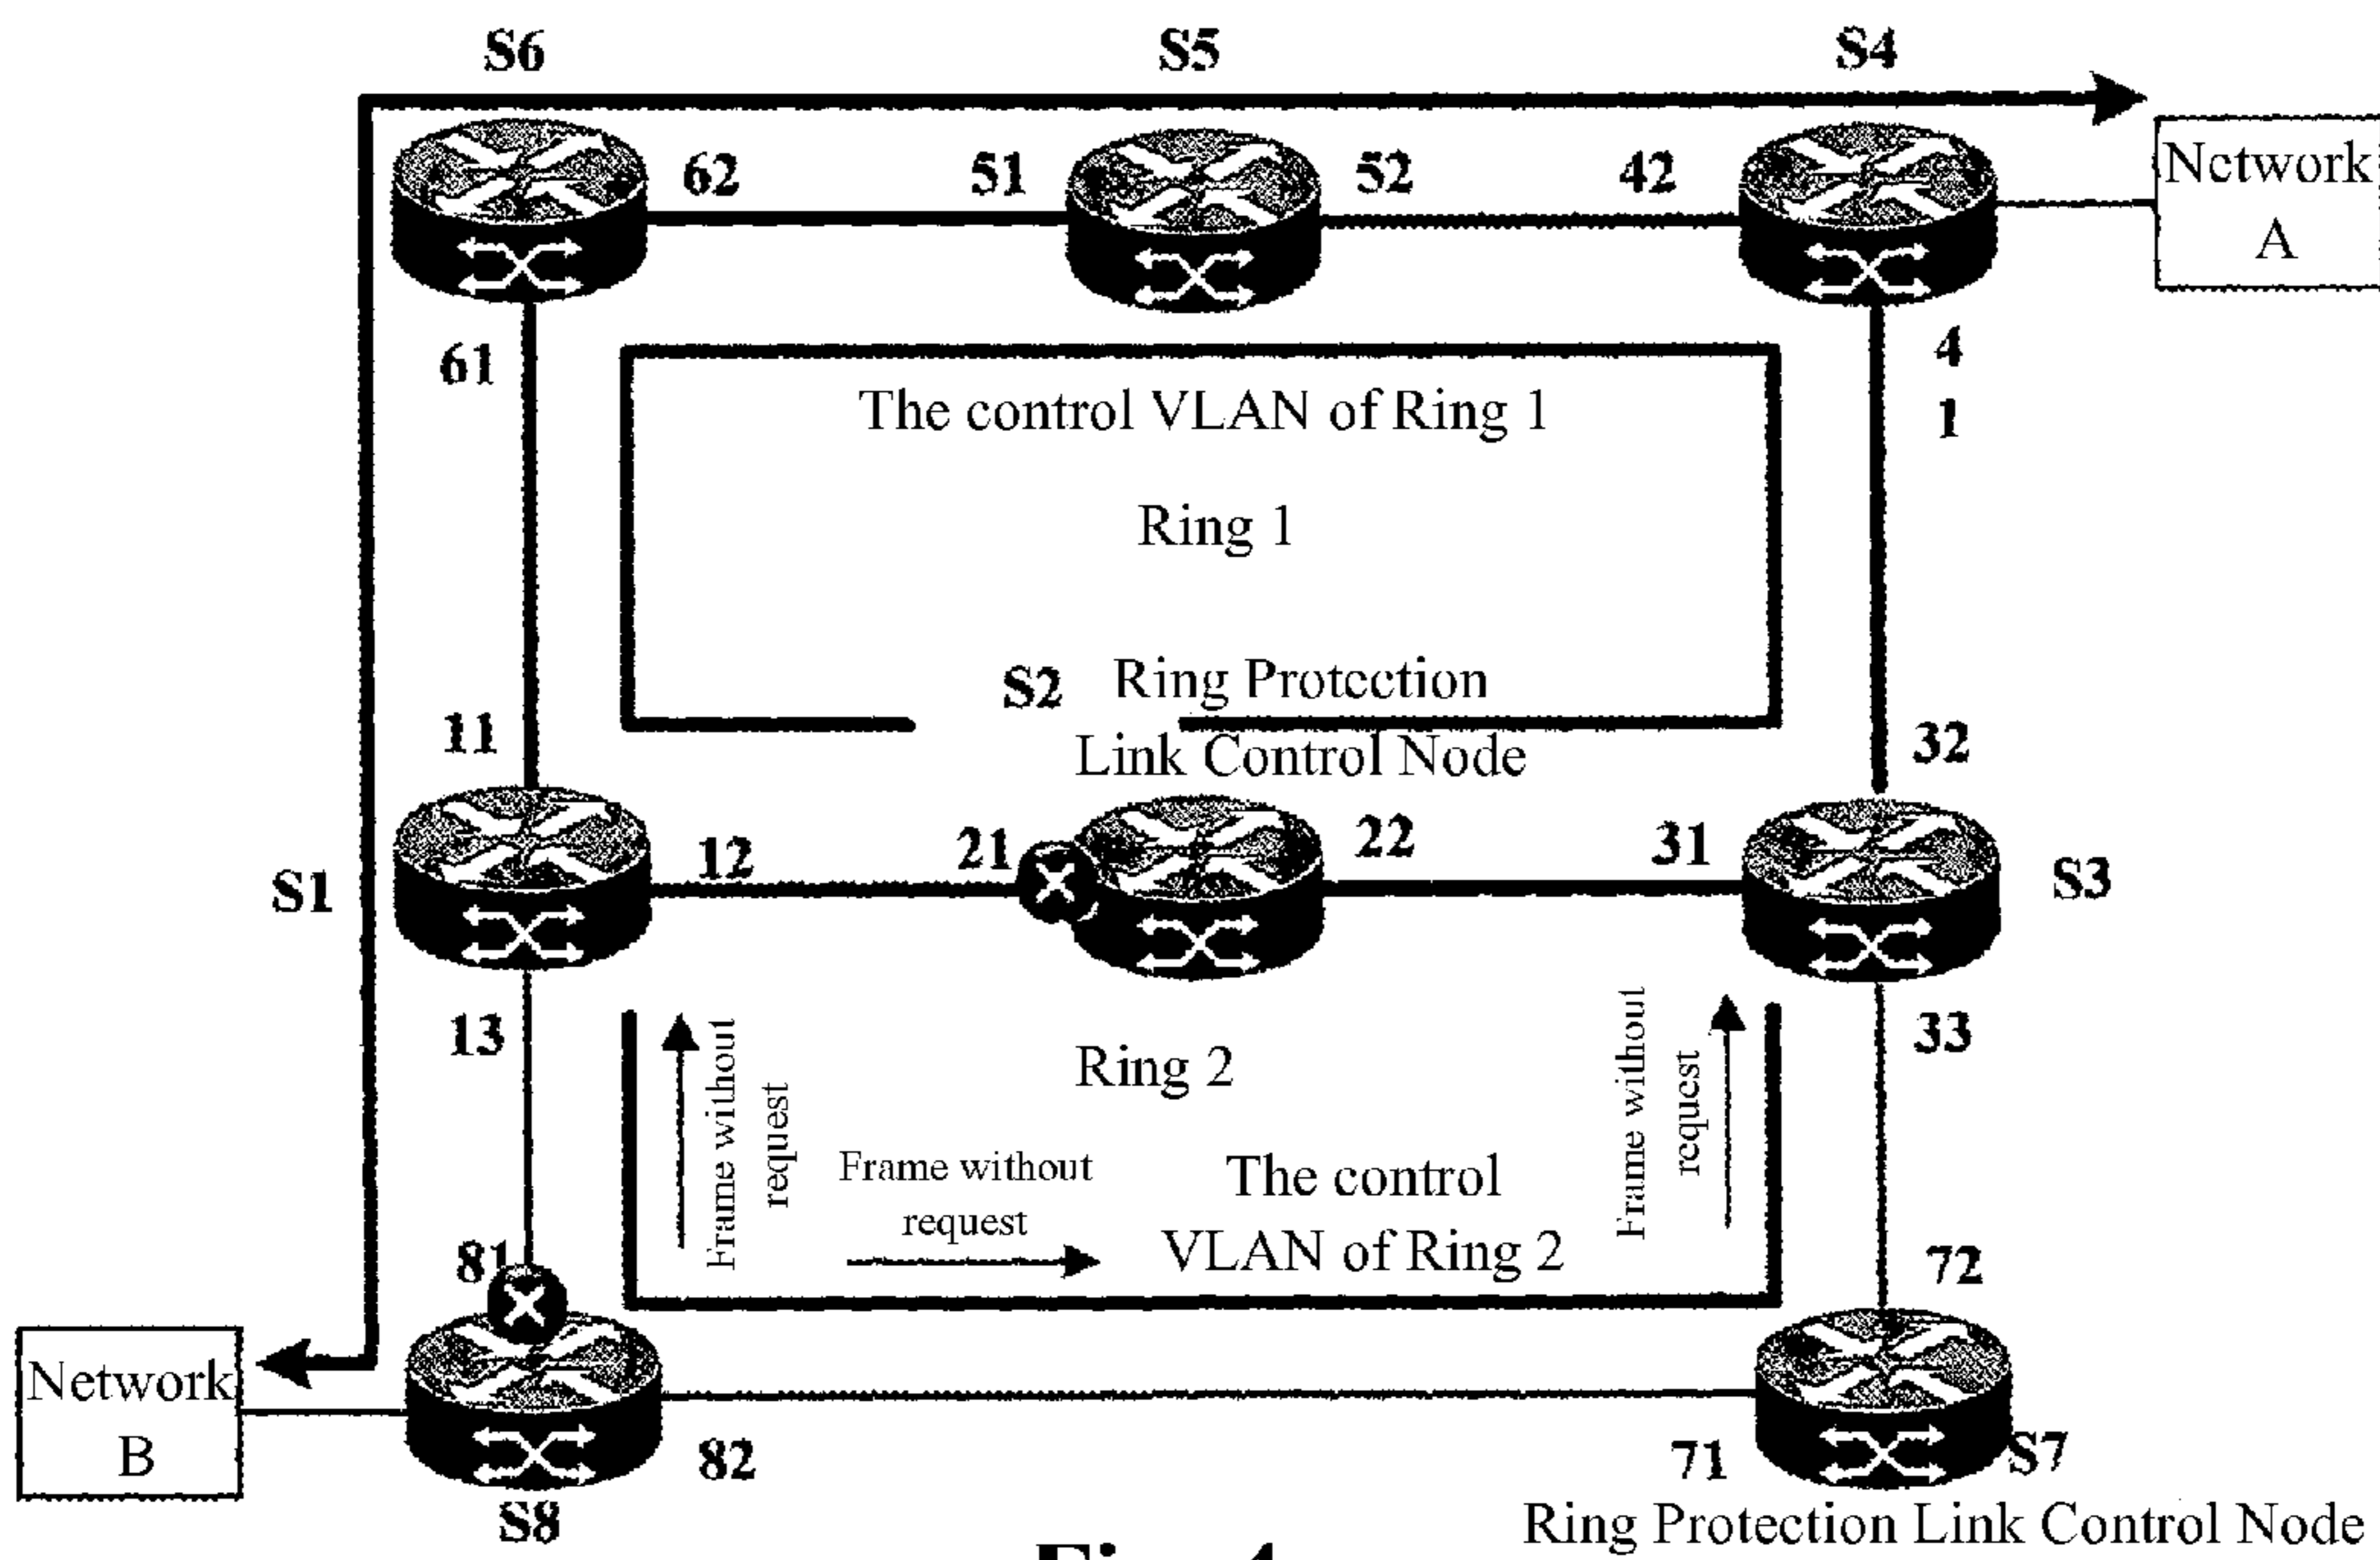 S6
S5
S4
62
51
52
42
Network
A
61
4
1
The control VLAN of Ring 1
Ring 1
S2
Ring Protection
Link Control Node
11
32
S1
12
21
22
31
S3
13
33
Ring 2
Frame without
request
Frame without
request
The control
VLAN of Ring 2
Frame without
request
81
72
Network
B
82
71
S7
S8
Ring Protection Link Control Node